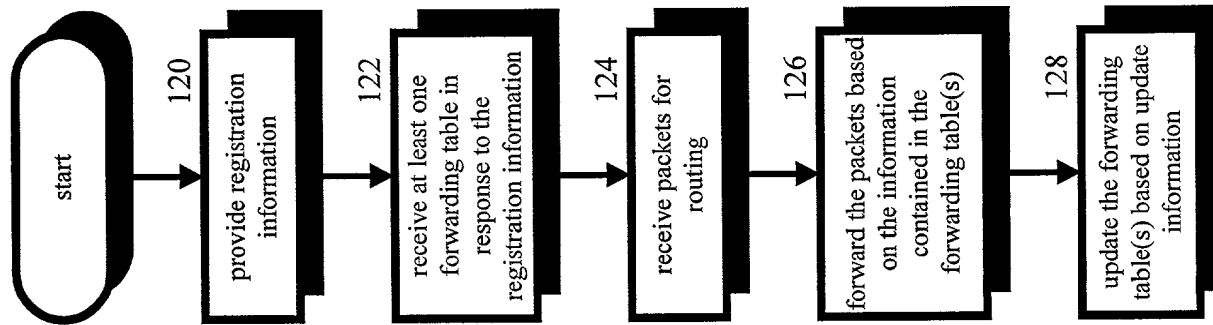 start
120
provide registration
information
122
receive at least one
forwarding table in
response to the
registration information
124
receive packets for
routing
126
forward the packets based
on the information
contained in the
forwarding table(s)
128
update the forwarding
table(s) based on update
information